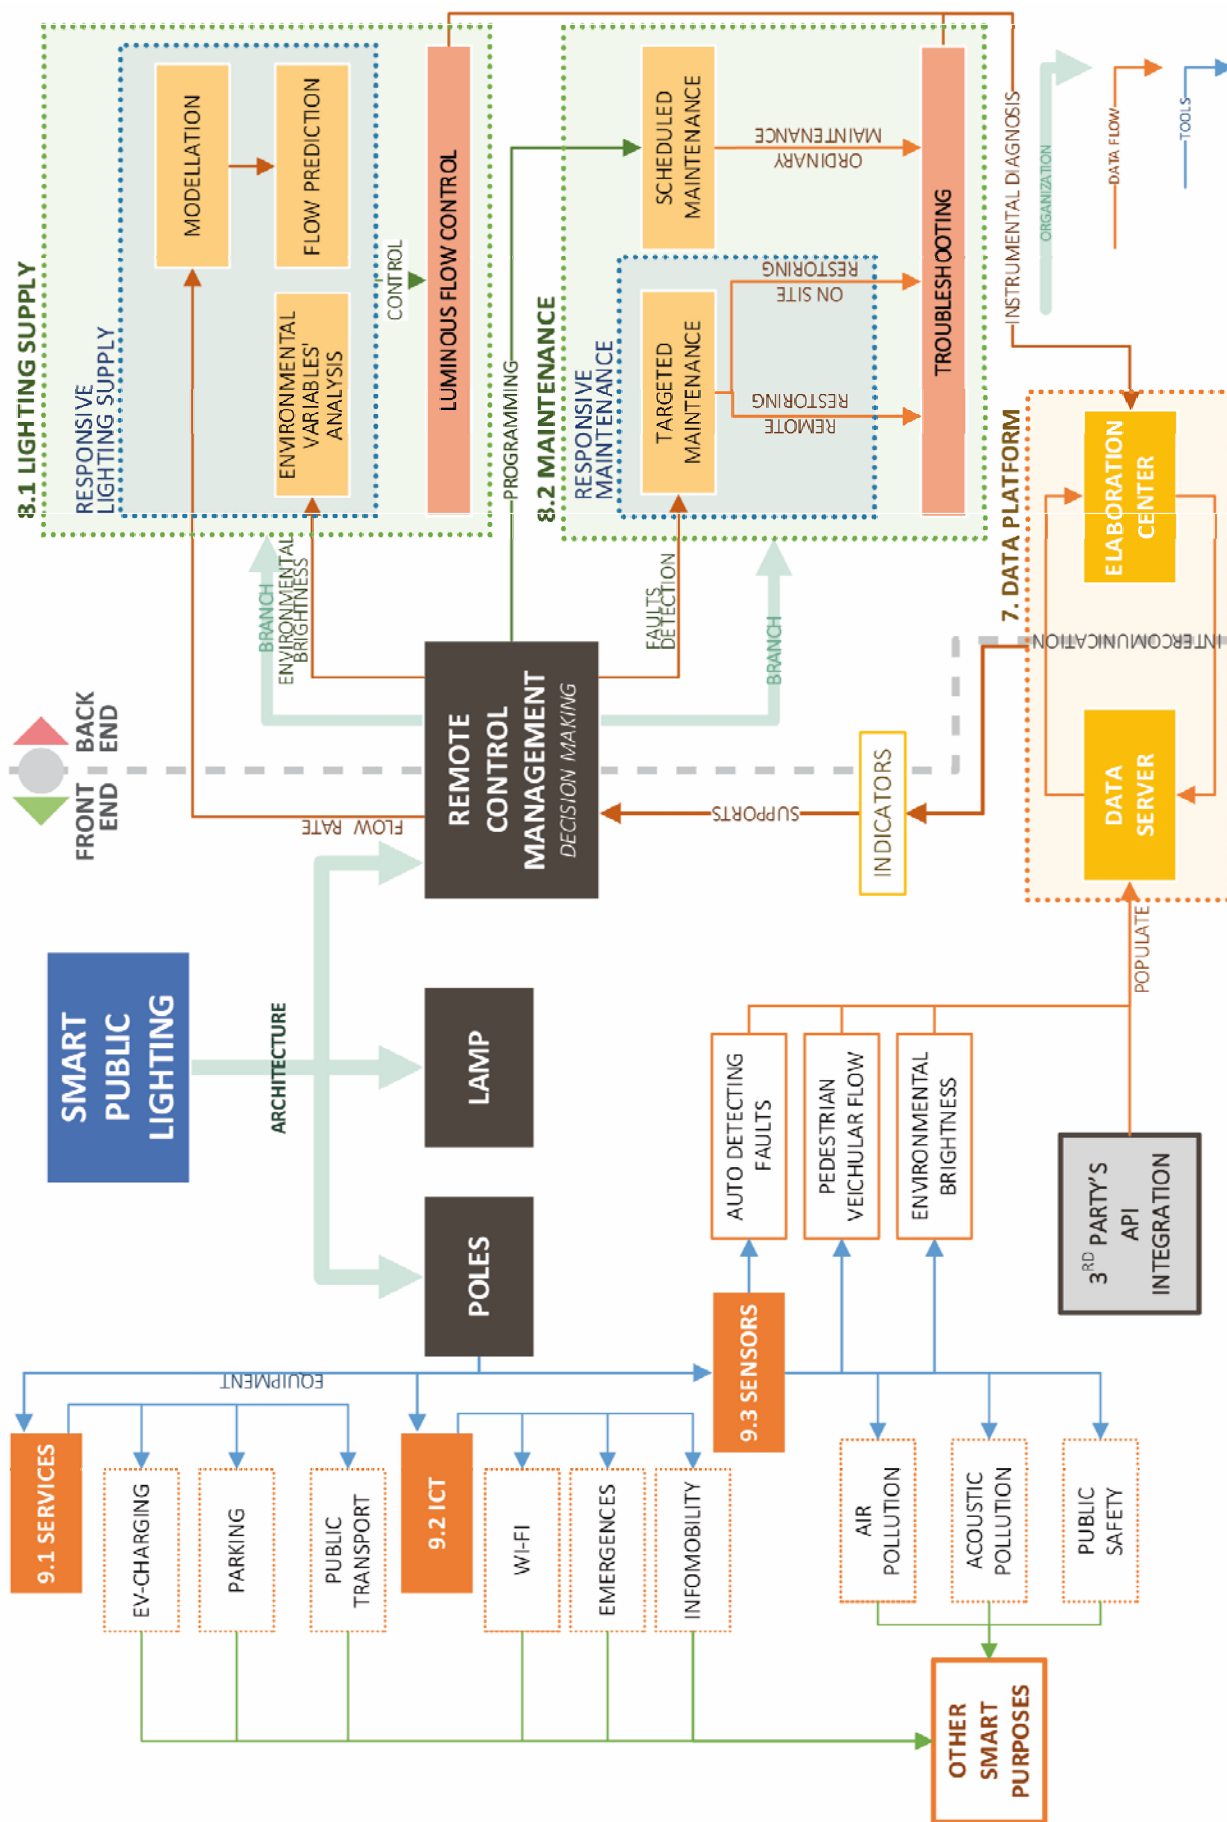 SMART
PUBLIC
LIGHTING
ARCHITECTURE
FRONT
END
BACK
END
POLES
LAMP
REMOTE
CONTROL
MANAGEMENT
DECISION MAKING
EQUIPMENT
9.1 SERVICES
EV-CHARGING
PARKING
PUBLIC
TRANSPORT
9.2 ICT
WI-FI
EMERGENCES
INFOMOBILITY
9.3 SENSORS
AUTO DETECTING
FAULTS
PEDESTRIAN
VEICHULAR FLOW
ENVIRONMENTAL
BRIGHTNESS
AIR
POLLUTION
ACOUSTIC
POLLUTION
PUBLIC
SAFETY
OTHER
SMART
PURPOSES
3RD PARTY'S
API
INTEGRATION
POPULATE
7. DATA PLATFORM
DATA
SERVER
INTERCOMUNICATION
ELABORATION
CENTER
INDICATORS
SUPPORTS
FLOW RATE
BRANCH
ENVIRONMENTAL
BRIGHTNESS
8.1 LIGHTING SUPPLY
RESPONSIVE
LIGHTING SUPPLY
MODELLATION
FLOW PREDICTION
ENVIRONMENTAL
VARIABLES'
ANALYSIS
CONTROL
LUMINOUS FLOW CONTROL
PROGRAMMING
FAULTS
DETECTION
BRANCH
8.2 MAINTENANCE
RESPONSIVE
MAINTENANCE
TARGETED
MAINTENANCE
SCHEDULED
MAINTENANCE
REMOTE
RESTORING
ON SITE
RESTORING
ORDINARY
MAINTENANCE
TROUBLESHOOTING
INSTRUMENTAL DIAGNOSIS
ORGANIZATION
DATA FLOW
TOOLS